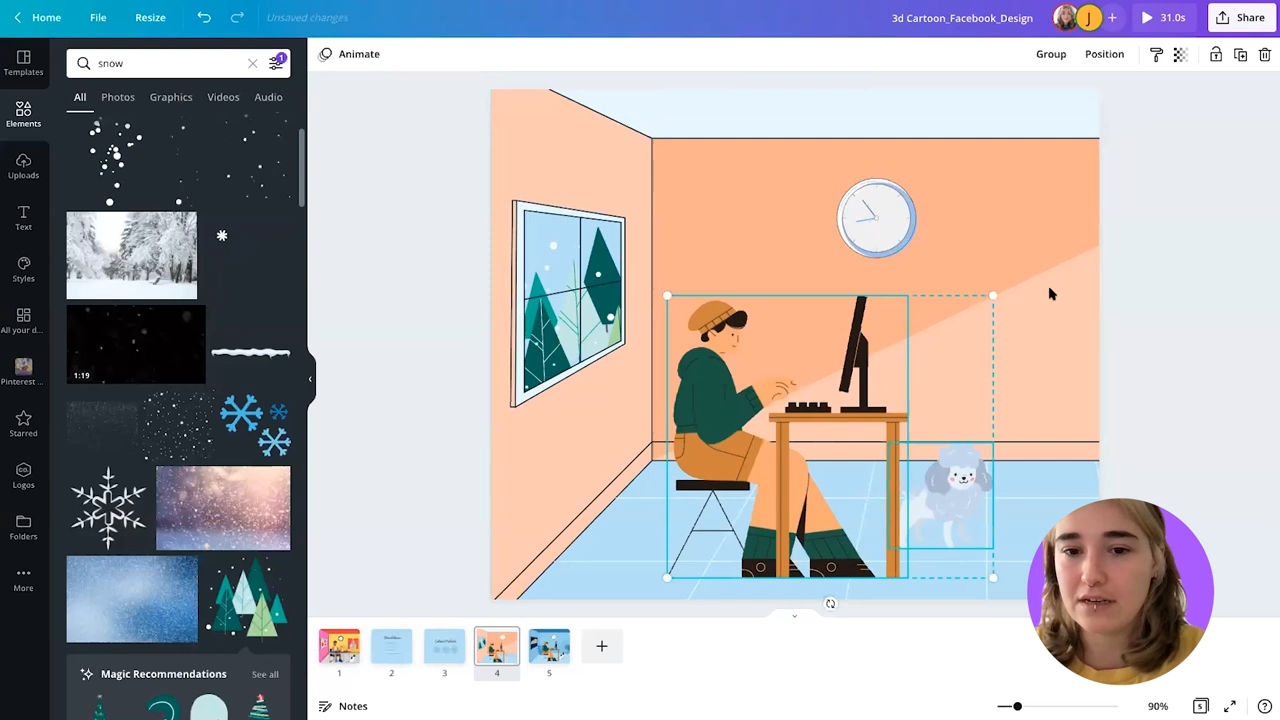 Home File Resize Unsaved changes 3d Cartoon_Facebook_Design J 31.0s Share
Templates
Elements
Uploads
Text
Styles
All your d...
Pinterest ...
Starred
Logos
Folders
More
snow 1
All Photos Graphics Videos Audio
1:19
Magic Recommendations See all
Animate Group Position
1 2 3 4 5
Notes 90% 5